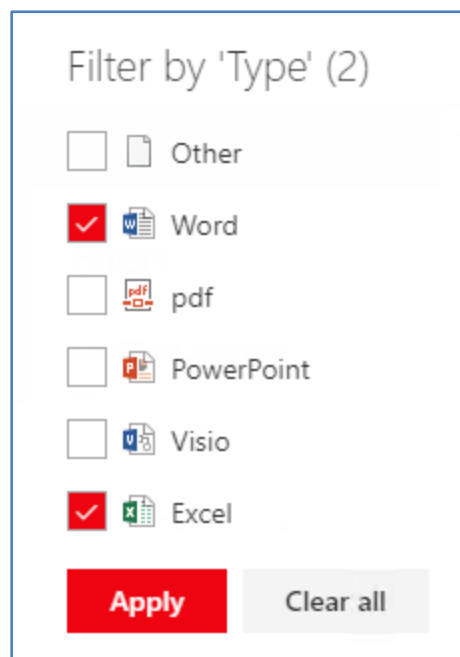 Filter by 'Type' (2)
Other
Word
pdf
PowerPoint
Visio
Excel
Apply Clear all